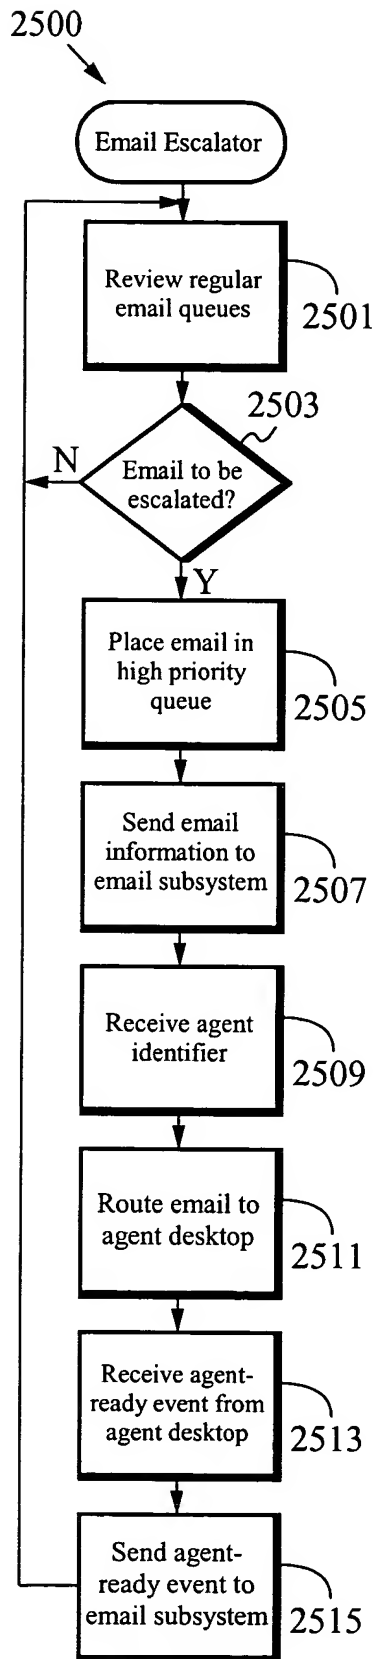 2500
Email Escalator
Review regular
email queues
2501
2503
Email to be
escalated?
N
Y
Place email in
high priority
queue
2505
Send email
information to
email subsystem
2507
Receive agent
identifier
2509
Route email to
agent desktop
2511
Receive agent-
ready event from
agent desktop
2513
Send agent-
ready event to
email subsystem
2515